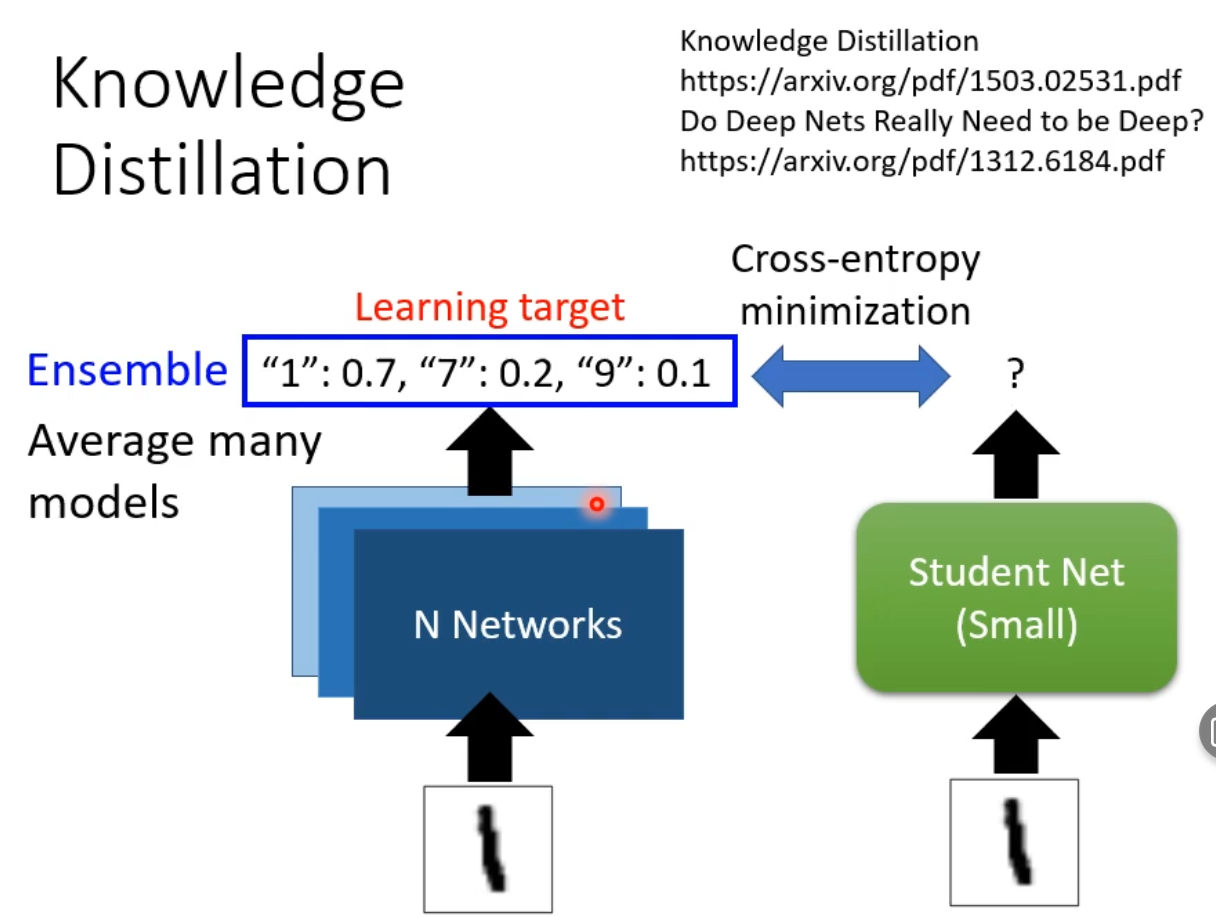 Knowledge
Distillation
Knowledge Distillation
https://arxiv.org/pdf/1503.02531.pdf
Do Deep Nets Really Need to be Deep?
https://arxiv.org/pdf/1312.6184.pdf
Cross-entropy
minimization
Learning target
Ensemble
“1”: 0.7, “7”: 0.2, “9”: 0.1
?
Average many
models
N Networks
Student Net
(Small)